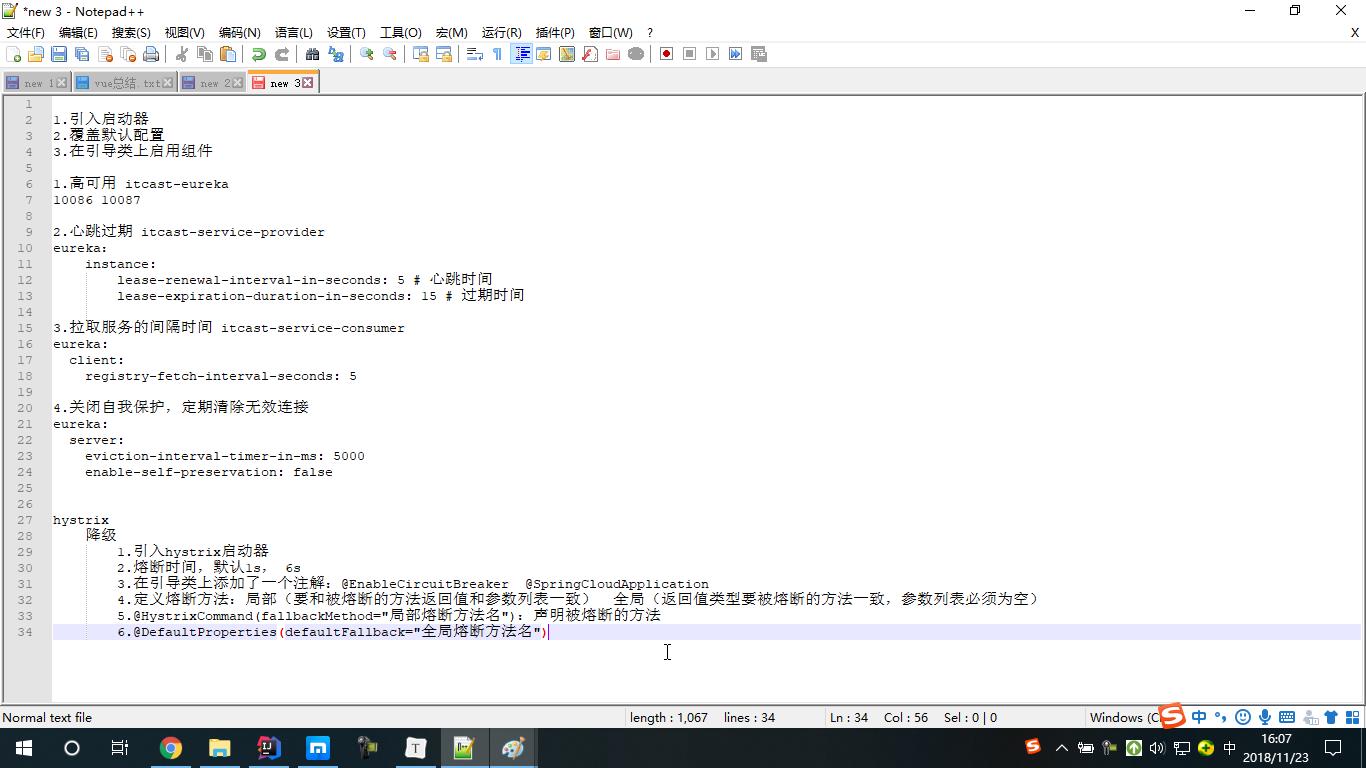 *new 3 - Notepad++
文件(F) 编辑(E) 搜索(S) 视图(V) 编码(N) 语言(L) 设置(T) 工具(O) 宏(M) 运行(R) 插件(P) 窗口(W) ? X
new 1 vue总结 txt new 2 new 3
1
2 1.引入启动器
3 2.覆盖默认配置
4 3.在引导类上启用组件
5
6 1.高可用 itcast-eureka
7 10086 10087
8
9 2.心跳过期 itcast-service-provider
10 eureka:
11 instance:
12 lease-renewal-interval-in-seconds: 5 # 心跳时间
13 lease-expiration-duration-in-seconds: 15 # 过期时间
14
15 3.拉取服务的间隔时间 itcast-service-consumer
16 eureka:
17 client:
18 registry-fetch-interval-seconds: 5
19
20 4.关闭自我保护，定期清除无效连接
21 eureka:
22 server:
23 eviction-interval-timer-in-ms: 5000
24 enable-self-preservation: false
25
26
27 hystrix
28 降级
29 1.引入hystrix启动器
30 2.熔断时间，默认1s， 6s
31 3.在引导类上添加了一个注解：@EnableCircuitBreaker @SpringCloudApplication
32 4.定义熔断方法：局部（要和被熔断的方法返回值和参数列表一致） 全局（返回值类型要被熔断的方法一致，参数列表必须为空）
33 5.@HystrixCommand(fallbackMethod="局部熔断方法名")：声明被熔断的方法
34 6.@DefaultProperties(defaultFallback="全局熔断方法名")
Normal text file length : 1,067 lines : 34 Ln : 34 Col : 56 Sel : 0 | 0 Windows (C 中
中 16:07
2018/11/23